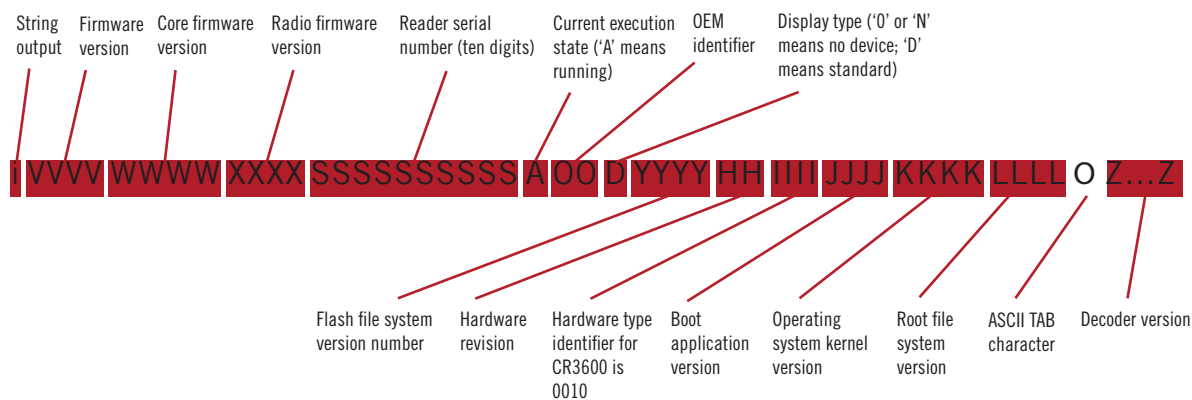 String
output
Firmware
version
Core firmware
version
Radio firmware
version
Reader serial
number (ten digits)
Current execution
state (‘A’ means
running)
OEM
identifier
Display type (‘0’ or ‘N’
means no device; ‘D’
means standard)
i VVVV WWWW XXXX SSSSSSSSSS A OO D YYYY HH IIII JJJJ KKKK LLLL O Z...Z
Flash file system
version number
Hardware
revision
Hardware type
identifier for
CR3600 is
0010
Boot
application
version
Operating
system kernel
version
Root file
system
version
ASCII TAB
character
Decoder version